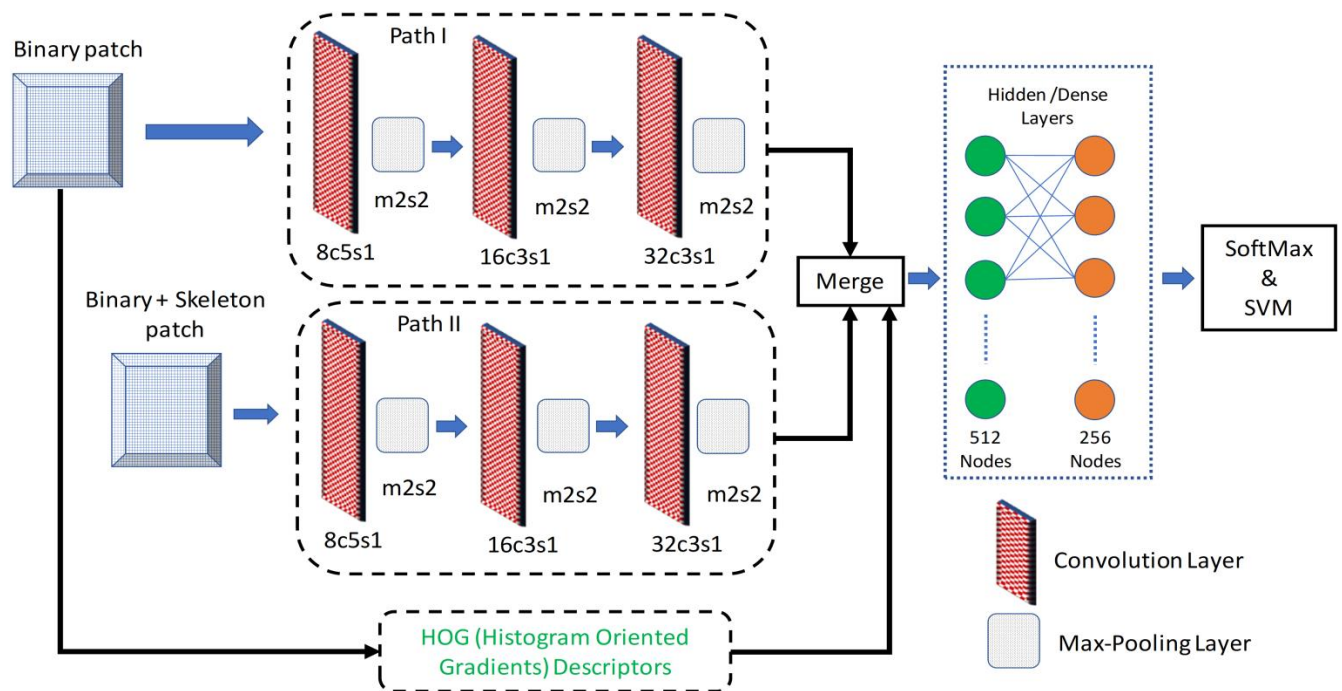 Binary patch
Path I
m2s2
m2s2
m2s2
8c5s1
16c3s1
32c3s1
Binary + Skeleton
patch
Path II
m2s2
m2s2
m2s2
8c5s1
16c3s1
32c3s1
HOG (Histogram Oriented
Gradients) Descriptors
Merge
Hidden /Dense
Layers
512
Nodes
256
Nodes
SoftMax
&
SVM
Convolution Layer
Max-Pooling Layer